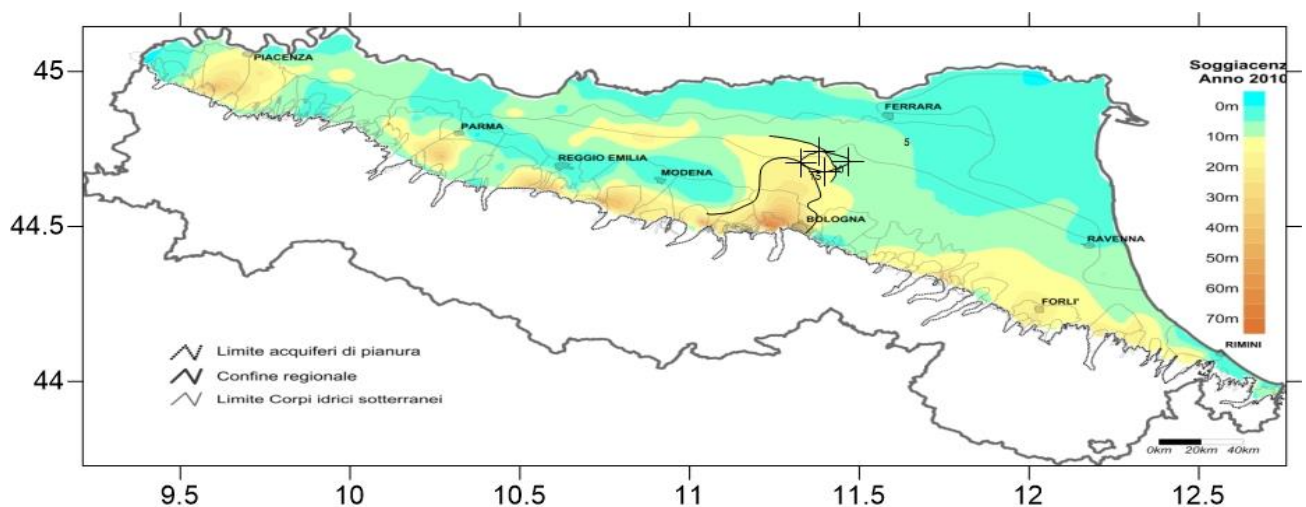 45
44.5
44
PIACENZA
PARMA
REGGIO EMILIA
MODENA
BOLOGNA
FERRARA
5
15
RAVENNA
FORLI'
RIMINI
Soggiacenz
Anno 2010
0m
10m
20m
30m
40m
50m
60m
70m
Limite acquiferi di pianura
Confine regionale
Limite Corpi idrici sotterranei
0km 20km 40km
9.5 10 10.5 11 11.5 12 12.5